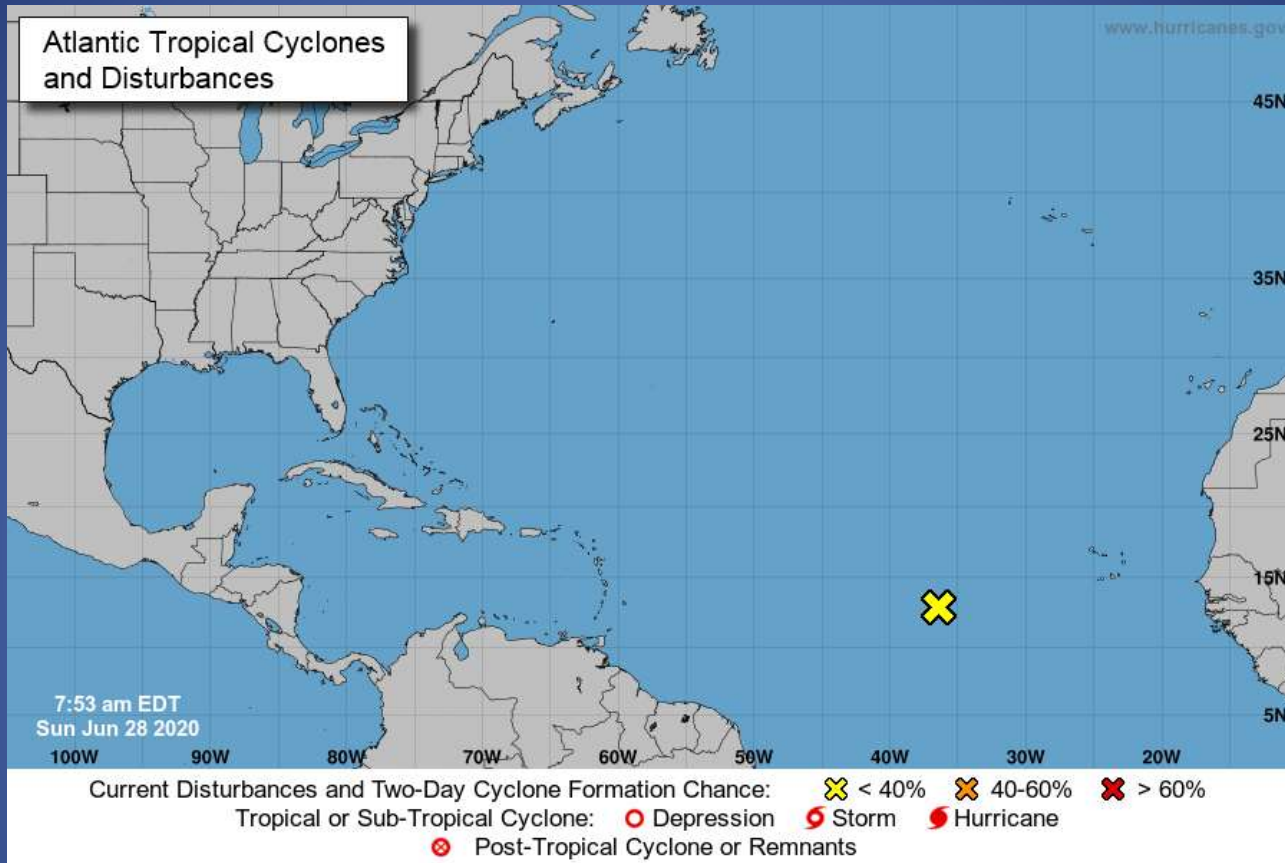 Atlantic Tropical Cyclones
and Disturbances
www.hurricanes.gov
45N
35N
25N
15N
5N
7:53 am EDT
Sun Jun 28 2020
100W 90W 80W 70W 60W 50W 40W 30W 20W
Current Disturbances and Two-Day Cyclone Formation Chance: < 40% 40-60% > 60%
Tropical or Sub-Tropical Cyclone: Depression Storm Hurricane
Post-Tropical Cyclone or Remnants